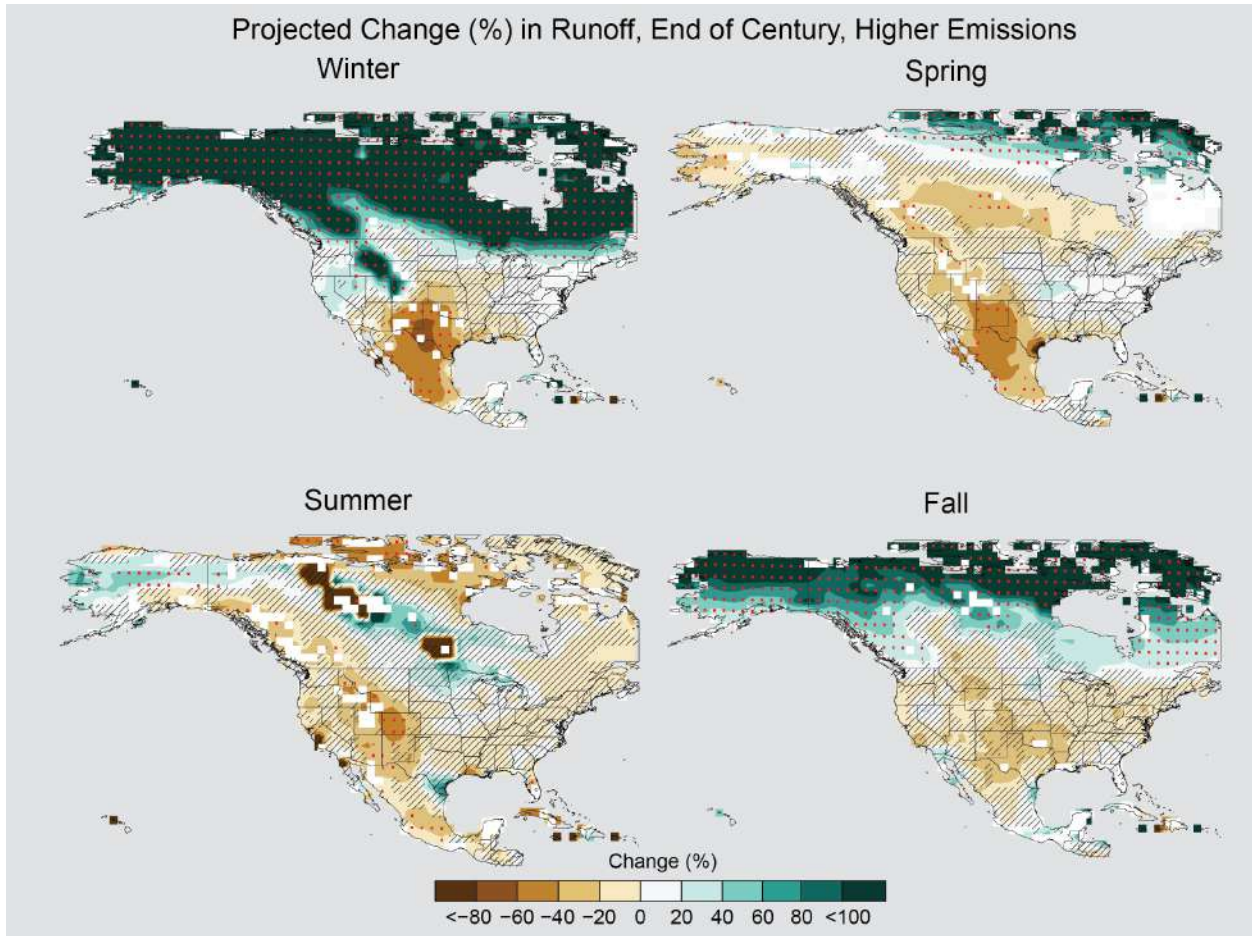 Projected Change (%) in Runoff, End of Century, Higher Emissions
Winter
Spring
Summer
Fall
Change (%)
<−80 −60 −40 −20 0 20 40 60 80 <100